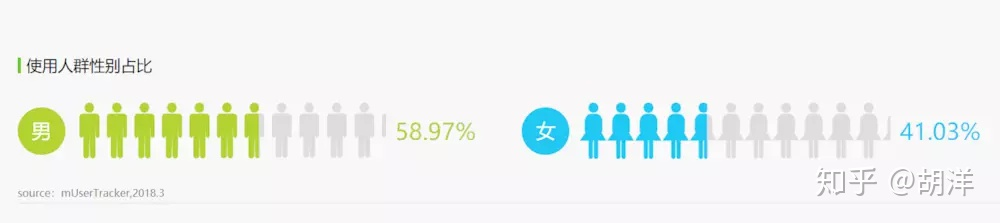 使用人群性别占比
男 58.97% 女 41.03%
source：mUserTracker,2018.3
知乎 @胡洋